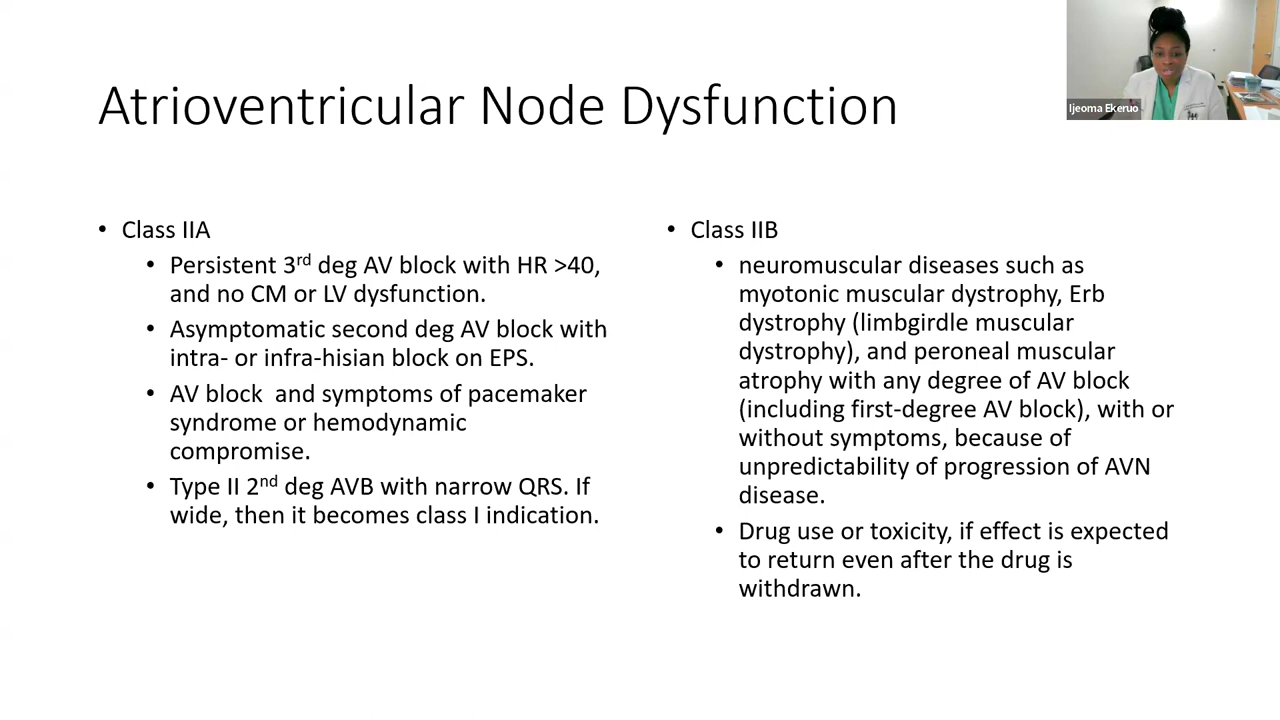 Atrioventricular Node Dysfunction
Ijeoma Ekeruo
• Class IIA
• Persistent 3rd deg AV block with HR >40,
and no CM or LV dysfunction.
• Asymptomatic second deg AV block with
intra- or infra-hisian block on EPS.
• AV block  and symptoms of pacemaker
syndrome or hemodynamic
compromise.
• Type II 2nd deg AVB with narrow QRS. If
wide, then it becomes class I indication.
• Class IIB
• neuromuscular diseases such as
myotonic muscular dystrophy, Erb
dystrophy (limbgirdle muscular
dystrophy), and peroneal muscular
atrophy with any degree of AV block
(including first-degree AV block), with or
without symptoms, because of
unpredictability of progression of AVN
disease.
• Drug use or toxicity, if effect is expected
to return even after the drug is
withdrawn.